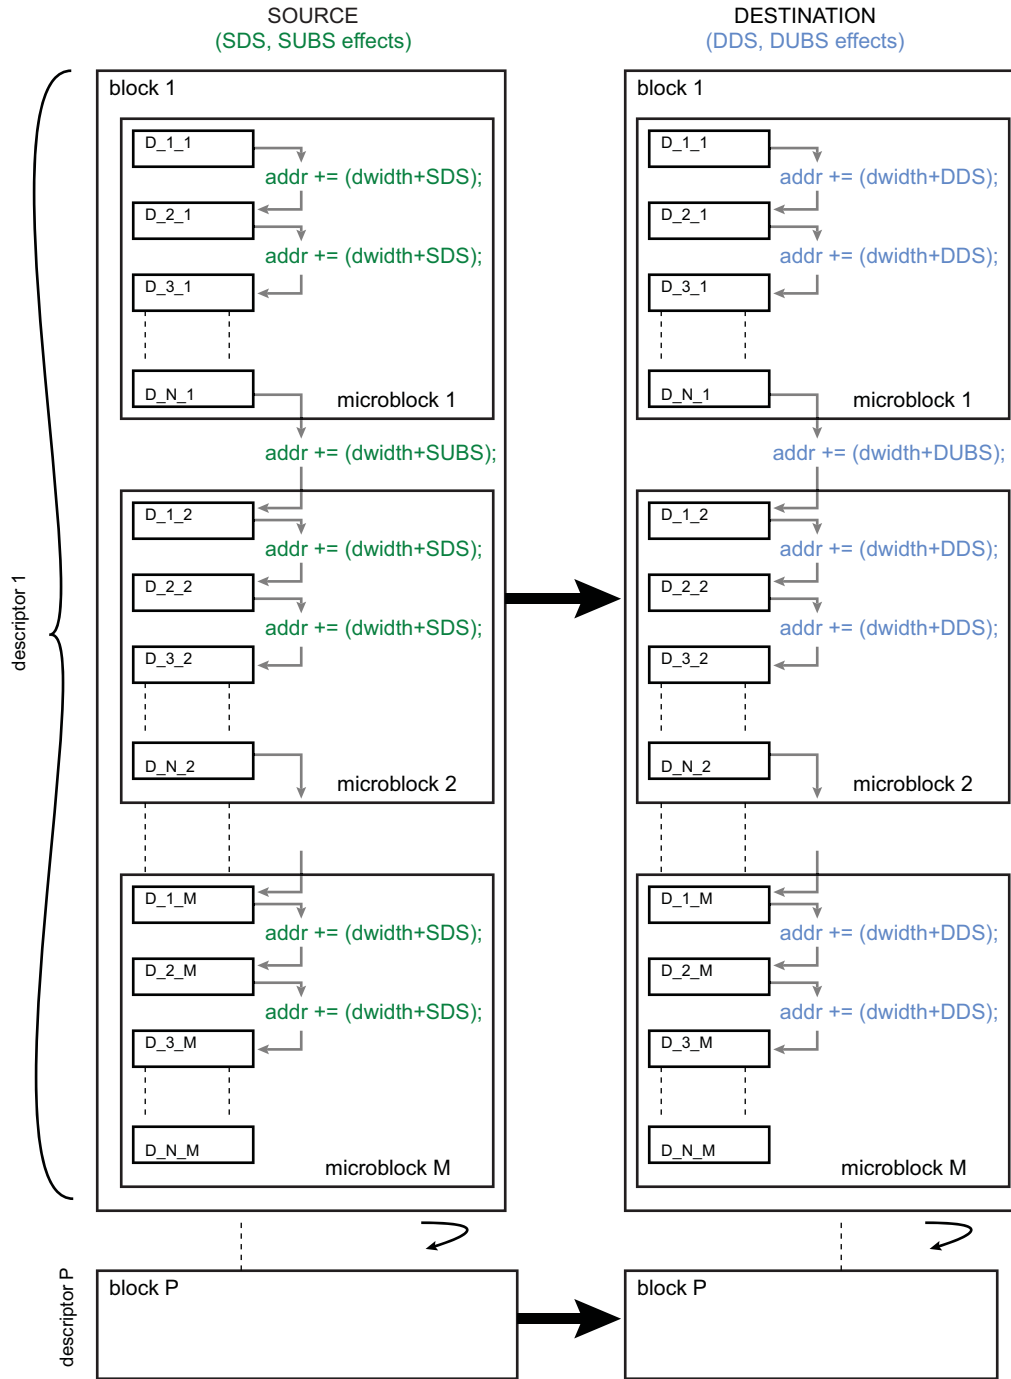 SOURCE
(SDS, SUBS effects)
DESTINATION
(DDS, DUBS effects)
descriptor 1
block 1
D_1_1
addr += (dwidth+SDS);
D_2_1
addr += (dwidth+SDS);
D_3_1
D_N_1
microblock 1
addr += (dwidth+SUBS);
D_1_2
addr += (dwidth+SDS);
D_2_2
addr += (dwidth+SDS);
D_3_2
D_N_2
microblock 2
D_1_M
addr += (dwidth+SDS);
D_2_M
addr += (dwidth+SDS);
D_3_M
D_N_M
microblock M
block 1
D_1_1
addr += (dwidth+DDS);
D_2_1
addr += (dwidth+DDS);
D_3_1
D_N_1
microblock 1
addr += (dwidth+DUBS);
D_1_2
addr += (dwidth+DDS);
D_2_2
addr += (dwidth+DDS);
D_3_2
D_N_2
microblock 2
D_1_M
addr += (dwidth+DDS);
D_2_M
addr += (dwidth+DDS);
D_3_M
D_N_M
microblock M
descriptor P
block P
block P